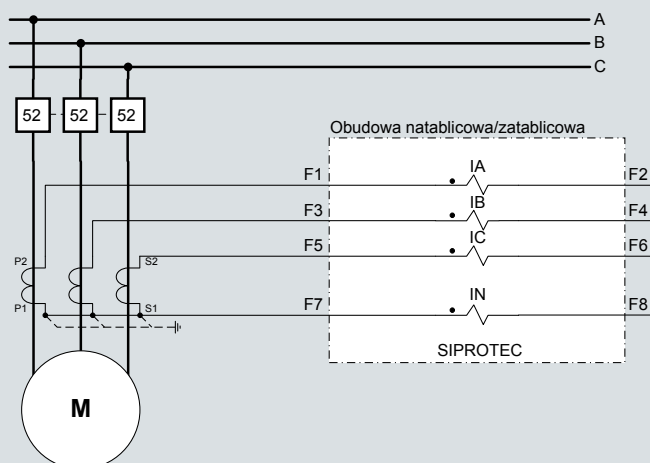 A
B
C
52 52 52
Obudowa natablicowa/zatablicowa
IA
F1 F2
IB
F3 F4
IC
F5 F6
P2 S2
IN
P1 S1
F7 F8
SIPROTEC
M